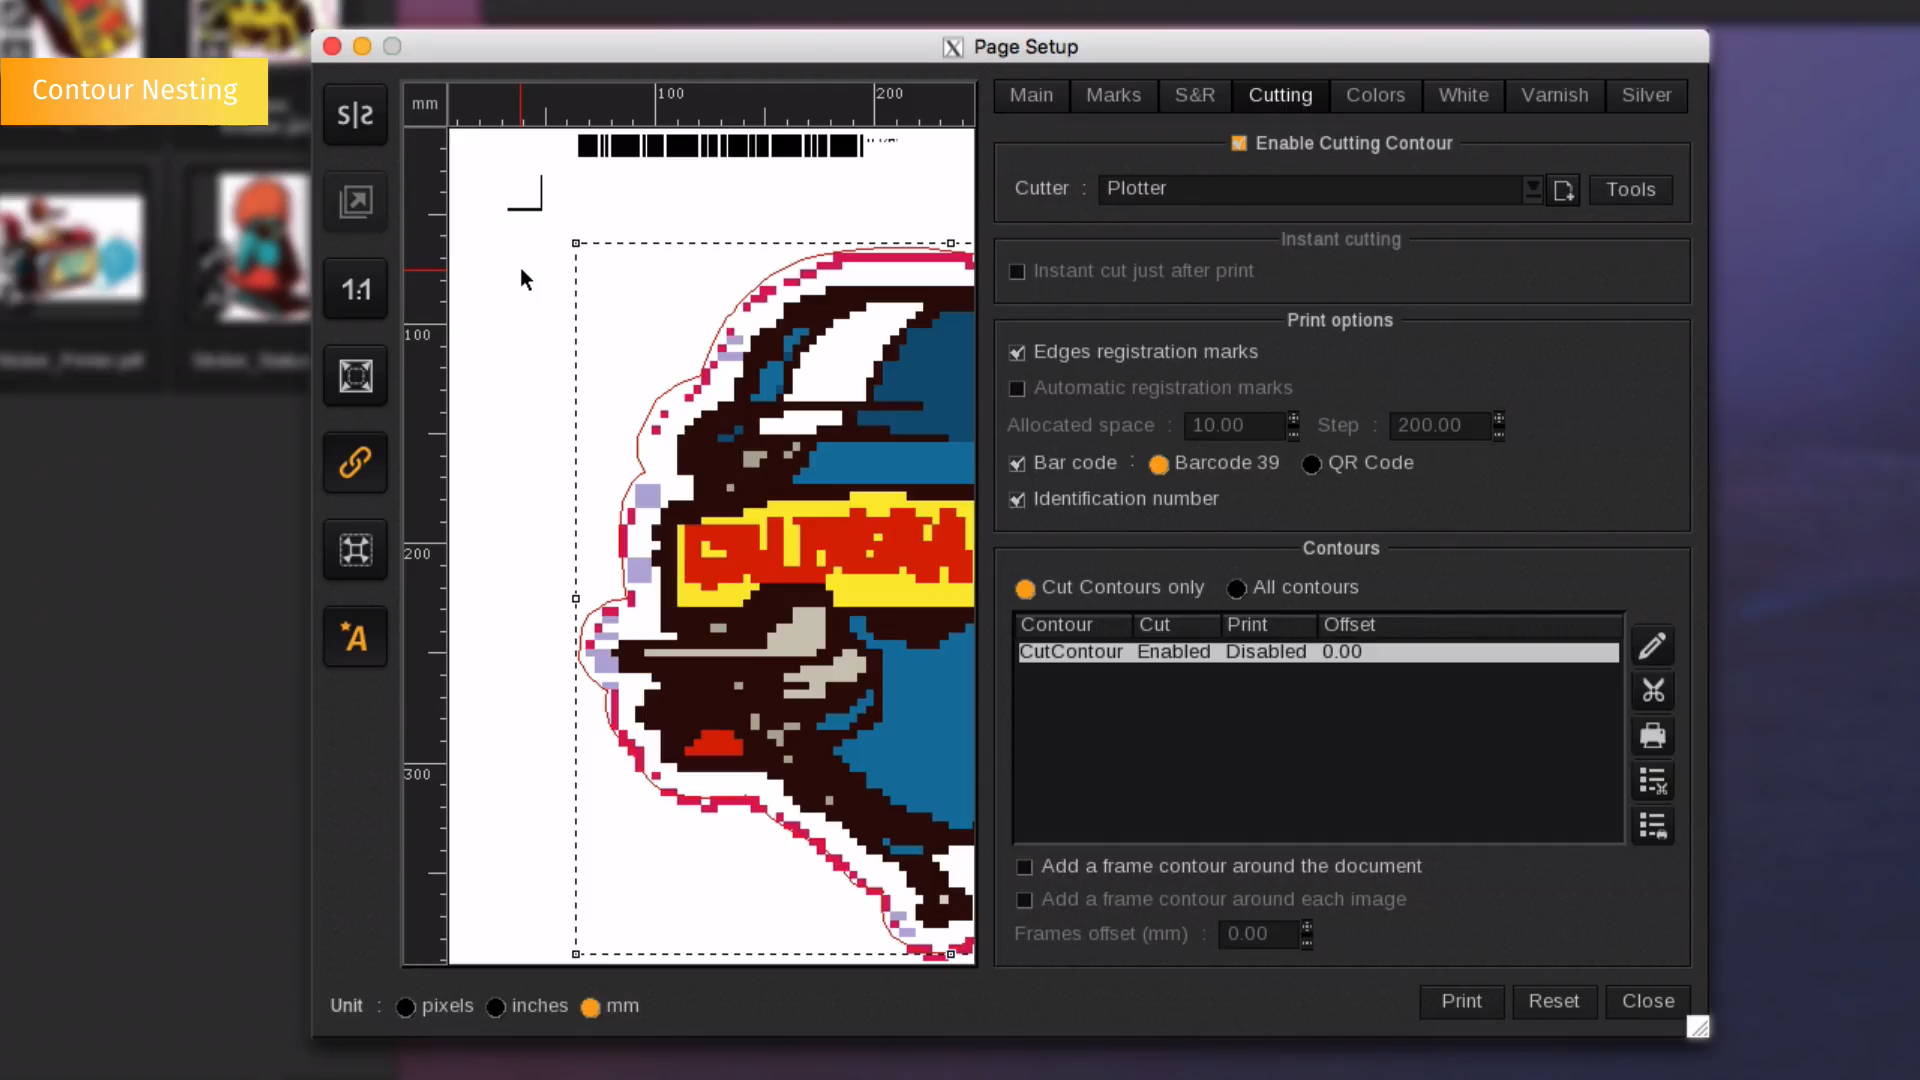 Page Setup
Contour Nesting
mm
100
200
100
200
300
1:1
Main
Marks
S&R
Cutting
Colors
White
Varnish
Silver
Enable Cutting Contour
Cutter :
Plotter
Tools
Instant cutting
Instant cut just after print
Print options
Edges registration marks
Automatic registration marks
Allocated space : 10.00 Step : 200.00
Bar code : Barcode 39 QR Code
Identification number
Contours
Cut Contours only All contours
Contour Cut Print Offset
CutContour Enabled Disabled 0.00
Add a frame contour around the document
Add a frame contour around each image
Frames offset (mm) : 0.00
Unit : pixels inches mm
Print
Reset
Close